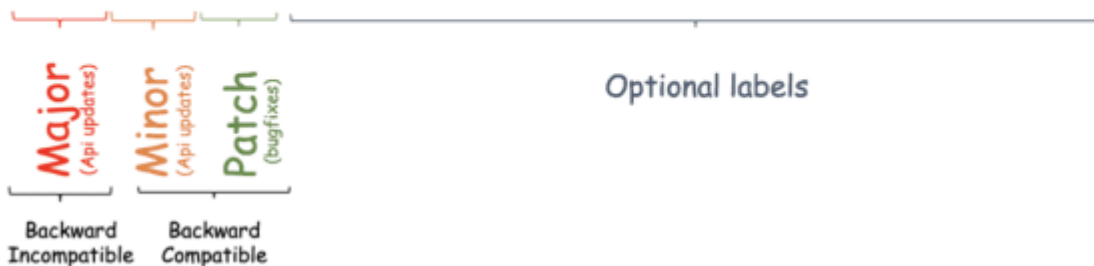 Major
(Api updates)
Minor
(Api updates)
Patch
(bugfixes)
Optional labels
Backward
Incompatible
Backward
Compatible